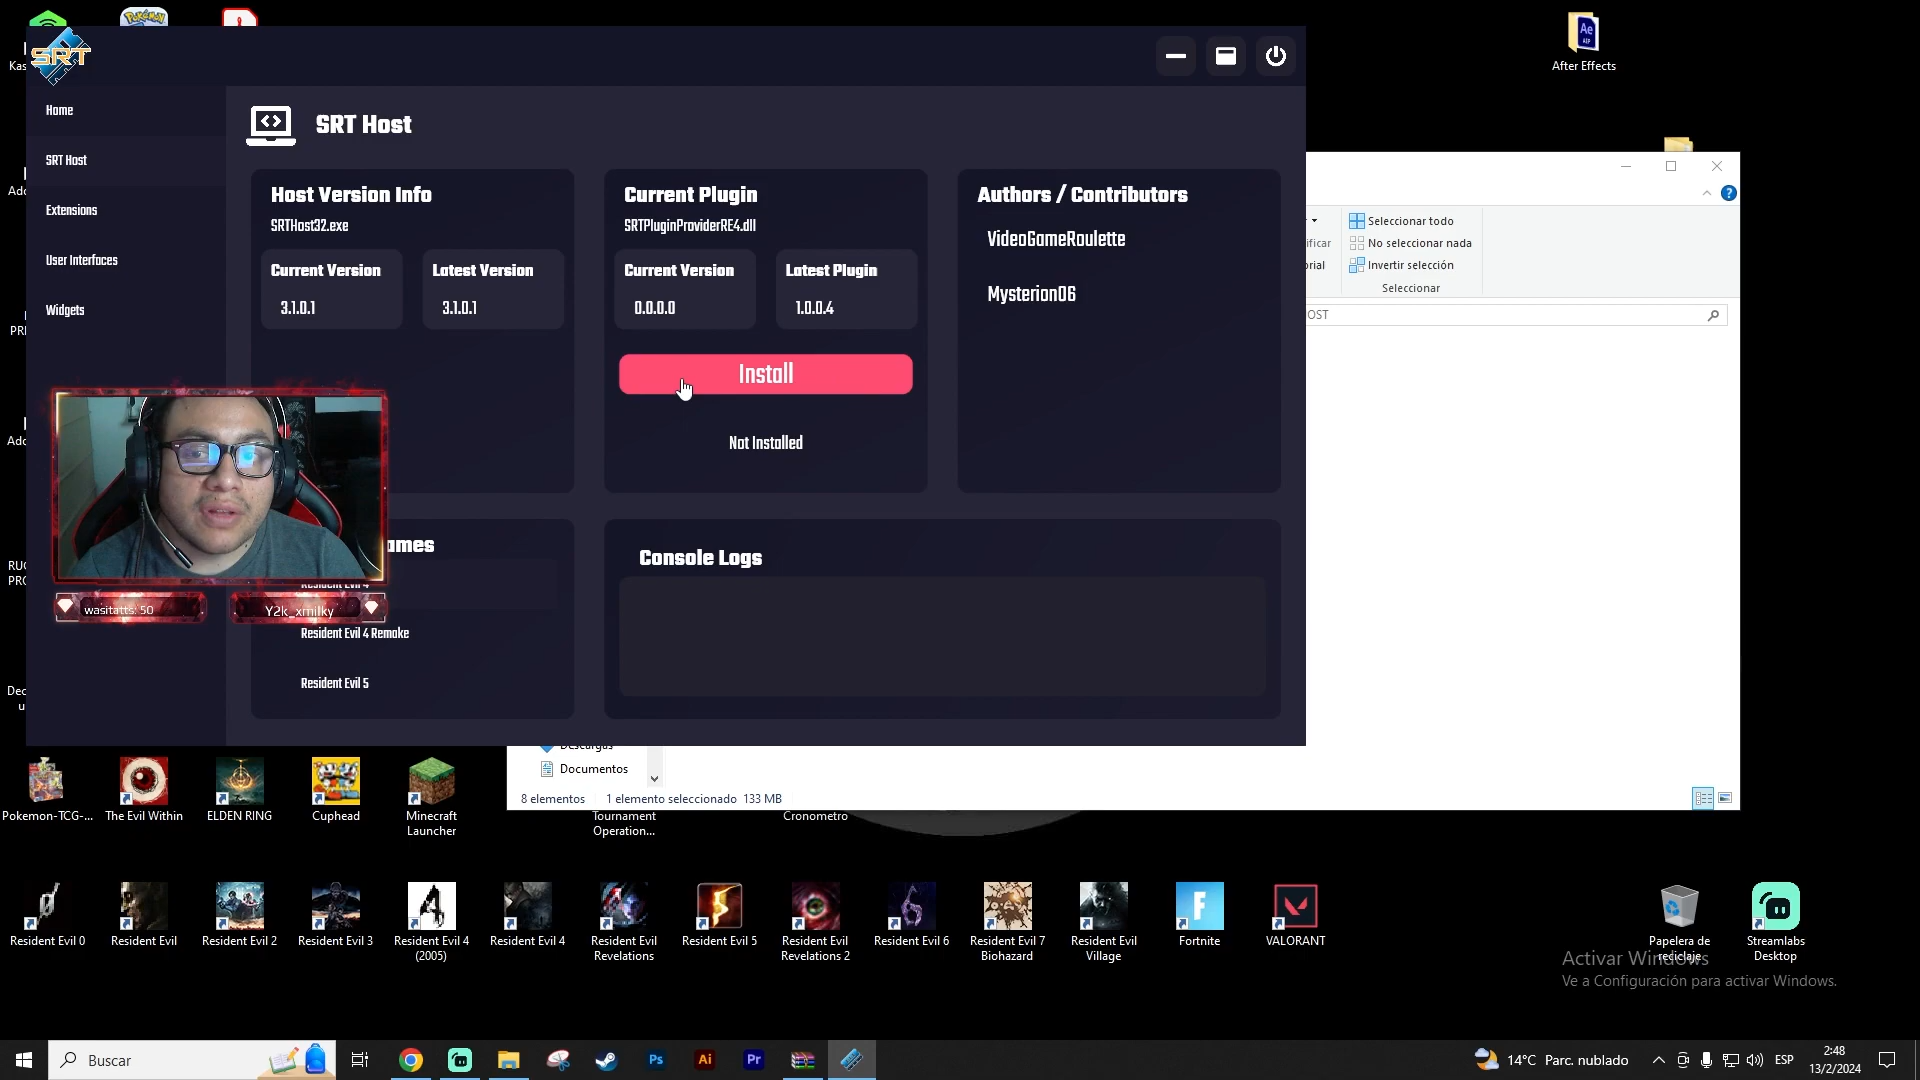 SRT
Home
SRT Host
Extensions
User Interfaces
Widgets
SRT Host
Host Version Info
SRTHost32.exe
Current Version
3.1.0.1
Latest Version
3.1.0.1
Current Plugin
SRTPluginProviderRE4.dll
Current Version
0.0.0.0
Latest Plugin
1.0.0.4
Install
Not Installed
Authors / Contributors
VideoGameRoulette
Mysterion06
Resident Evil 4 Remake
Resident Evil 5
Console Logs
wasitatts: 50
Y2k_xmilky
After Effects
Seleccionar todo
No seleccionar nada
Invertir selección
Seleccionar
Documentos
8 elementos
1 elemento seleccionado 133 MB
Pokemon-TCG-...
The Evil Within
ELDEN RING
Cuphead
Minecraft
Launcher
Tournament
Operation...
Cronometro
Resident Evil 0
Resident Evil
Resident Evil 2
Resident Evil 3
Resident Evil 4
(2005)
Resident Evil 4
Resident Evil
Revelations
Resident Evil 5
Resident Evil
Revelations 2
Resident Evil 6
Resident Evil 7
Biohazard
Resident Evil
Village
Fortnite
VALORANT
Papelera de
reciclaje
Streamlabs
Desktop
Activar Windows
Ve a Configuración para activar Windows.
Buscar
14°C Parc. nublado
ESP
2:48
13/2/2024